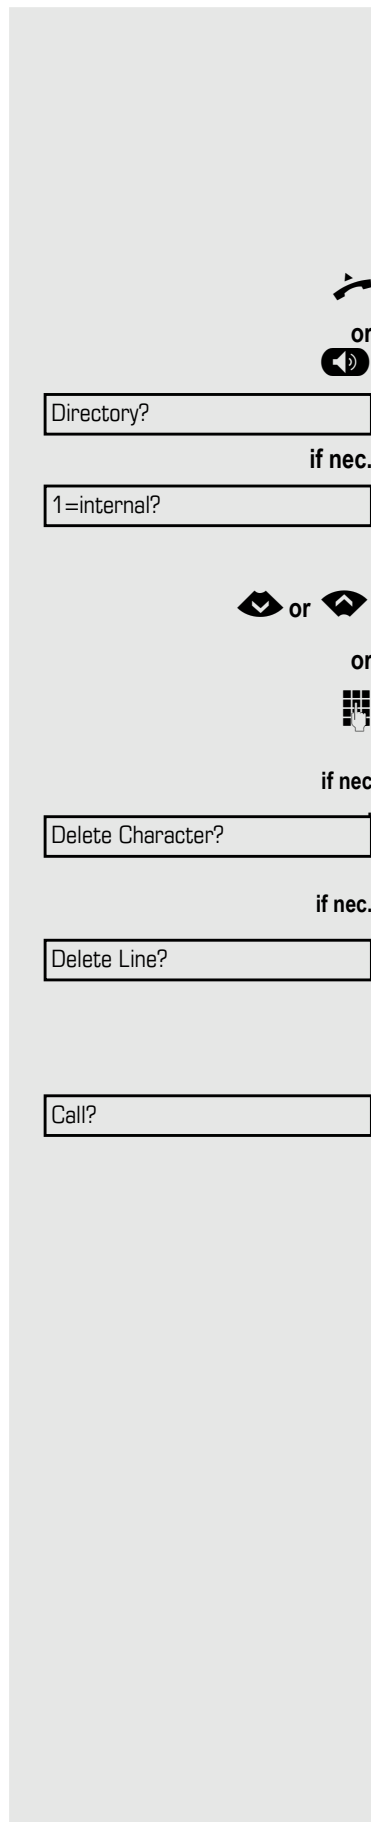 or
Directory?
if nec.
1=internal?
or
or
if nec
.
Delete Character?
if nec.
Delete Line?
Call?